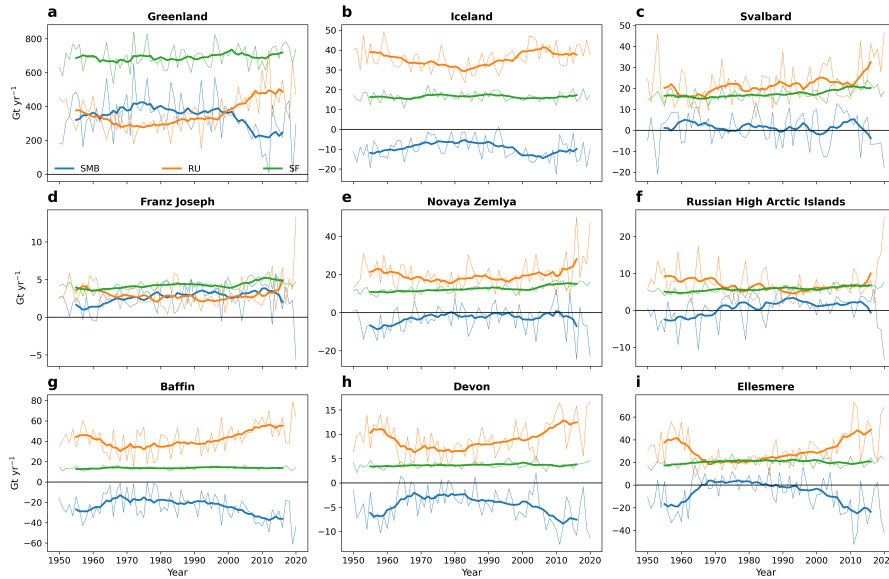 a Greenland
b Iceland
c Svalbard
Gt yr⁻¹
800
600
400
200
0
SMB RU SF
50
40
30
20
10
0
−10
−20
50
40
30
20
10
0
−10
−20
d Franz Joseph
e Novaya Zemlya
f Russian High Arctic Islands
Gt yr⁻¹
10
5
0
−5
40
20
0
−20
20
10
0
−10
g Baffin
h Devon
i Ellesmere
Gt yr⁻¹
80
60
40
20
0
−20
−40
−60
15
10
5
0
−5
−10
60
40
20
0
−20
−40
1950 1960 1970 1980 1990 2000 2010 2020
1950 1960 1970 1980 1990 2000 2010 2020
1950 1960 1970 1980 1990 2000 2010
Year
Year
Year